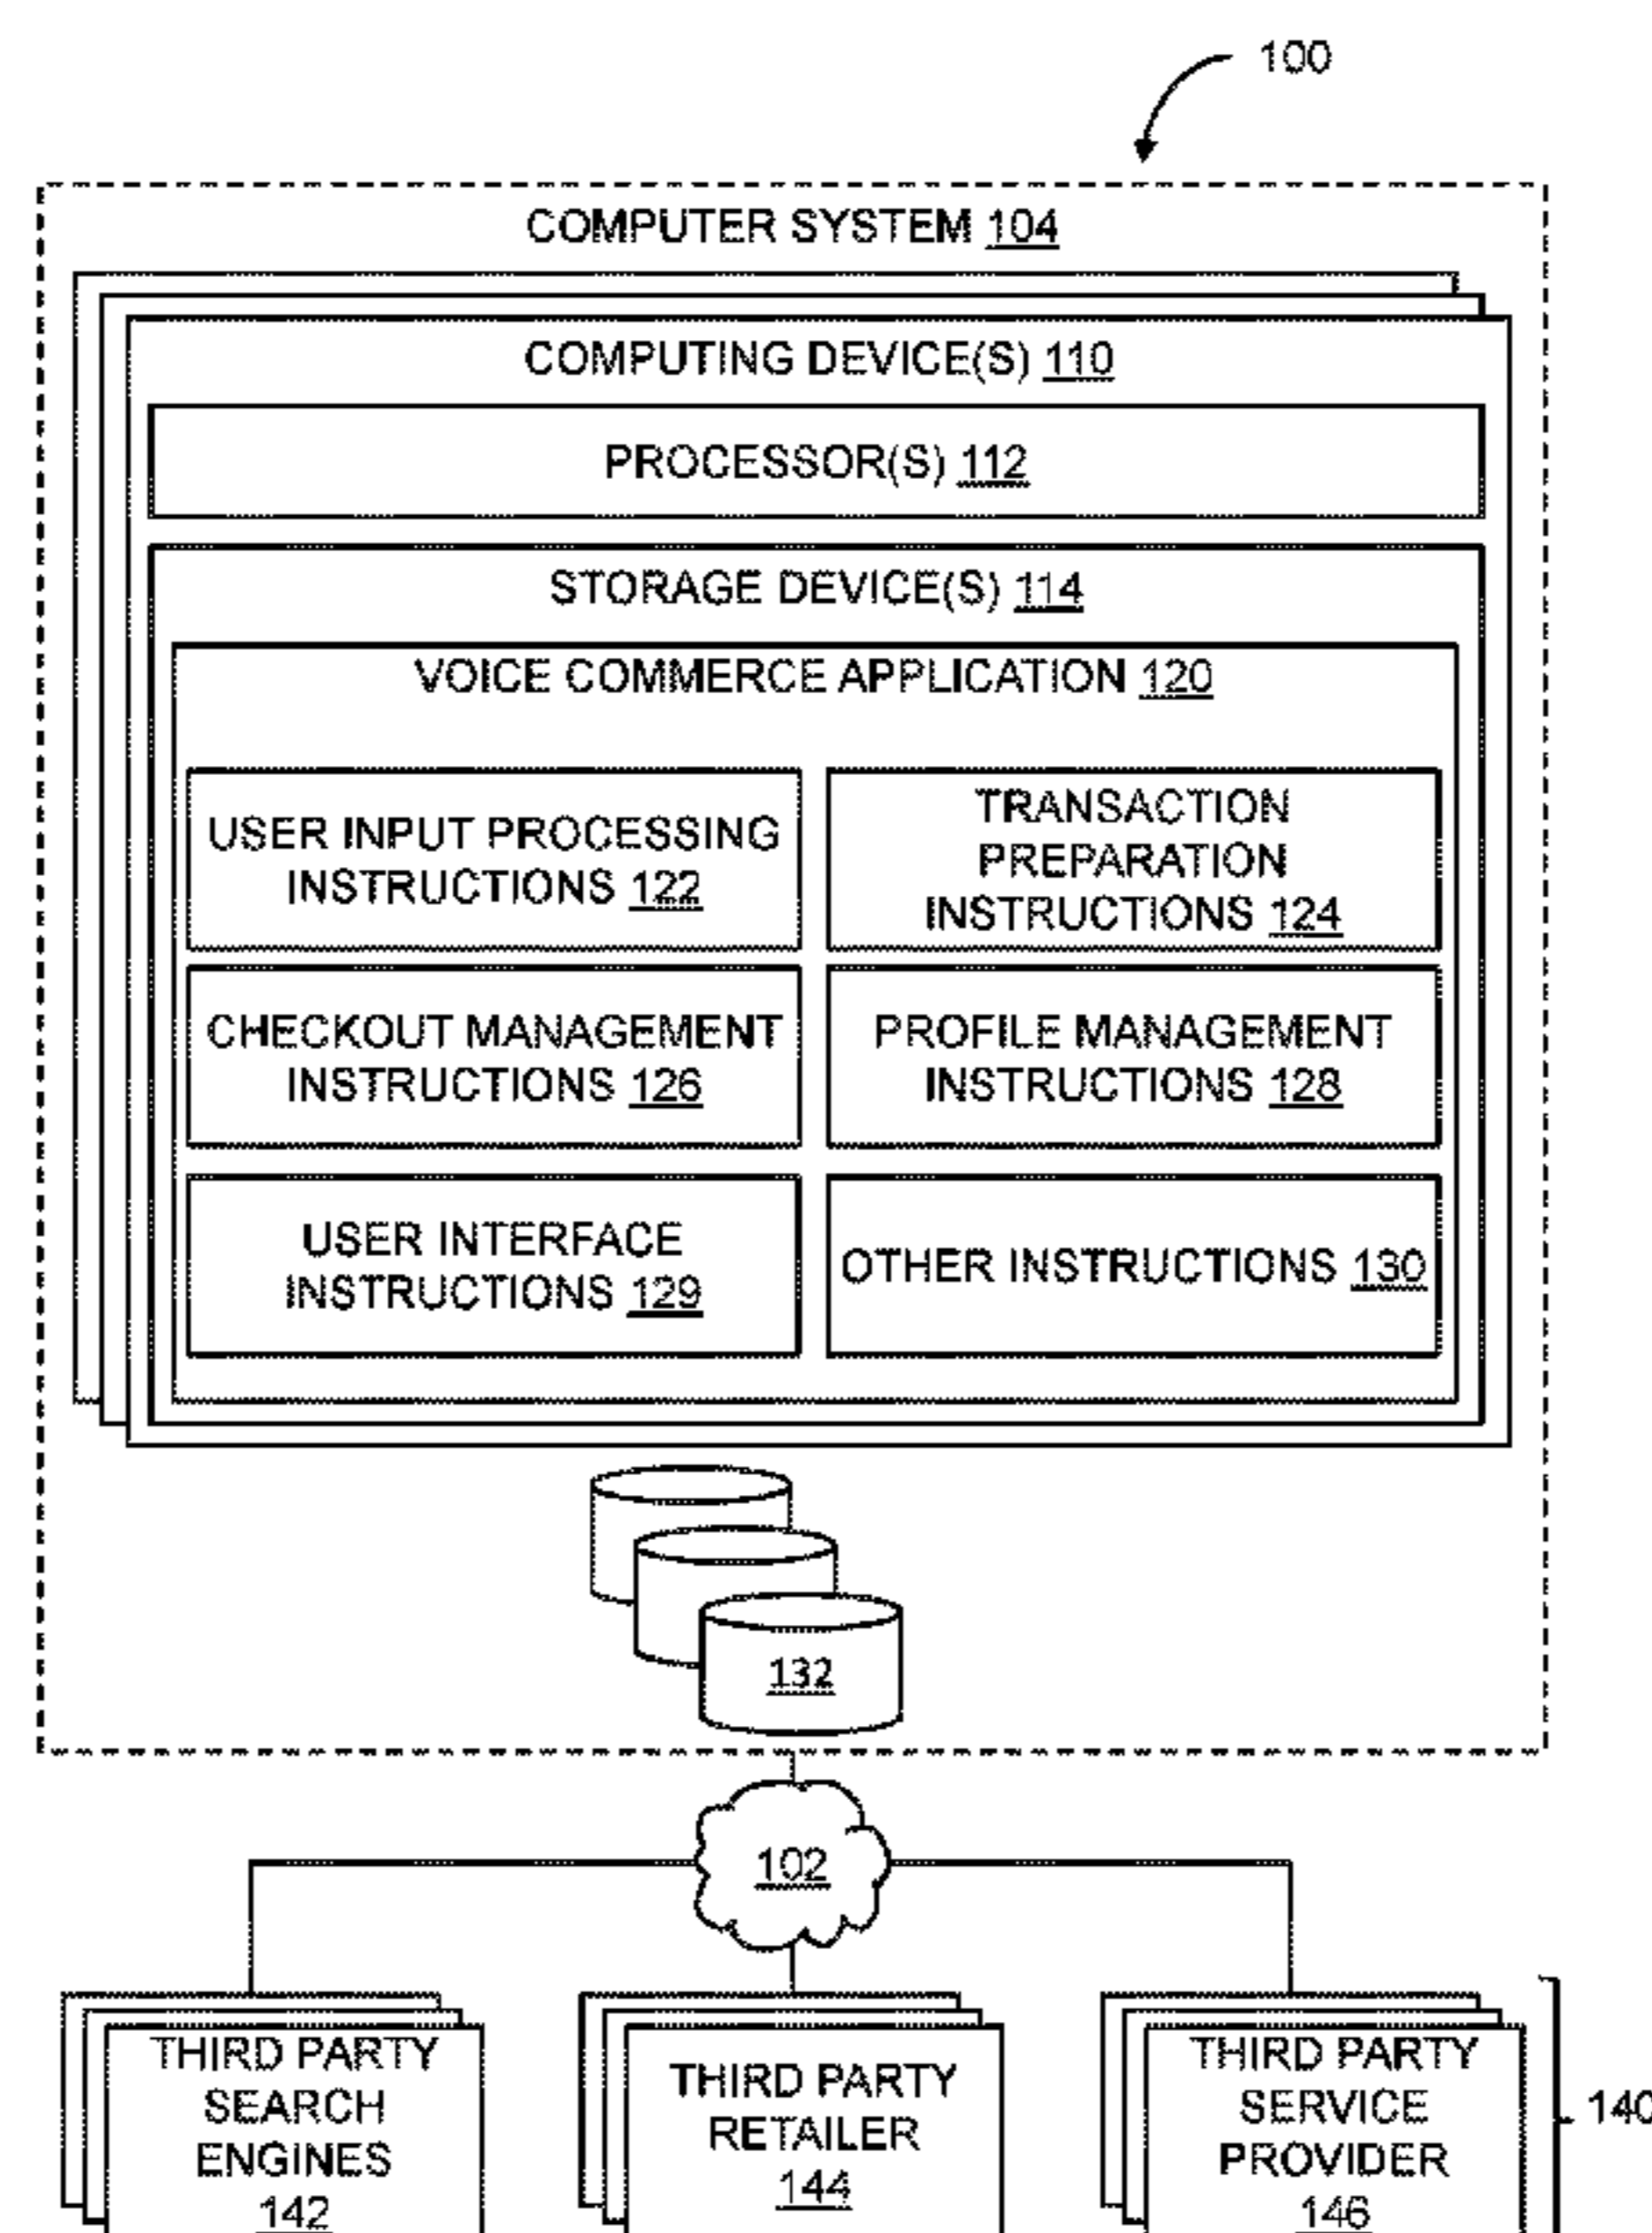 100
COMPUTER SYSTEM 104
COMPUTING DEVICE(S) 110
PROCESSOR(S) 112
STORAGE DEVICE(S) 114
VOICE COMMERCE APPLICATION 120
USER INPUT PROCESSING
INSTRUCTIONS 122
TRANSACTION
PREPARATION
INSTRUCTIONS 124
CHECKOUT MANAGEMENT
INSTRUCTIONS 126
PROFILE MANAGEMENT
INSTRUCTIONS 128
USER INTERFACE
INSTRUCTIONS 129
OTHER INSTRUCTIONS 130
132
102
THIRD PARTY
SEARCH
ENGINES
142
THIRD PARTY
RETAILER
144
THIRD PARTY
SERVICE
PROVIDER
146
140